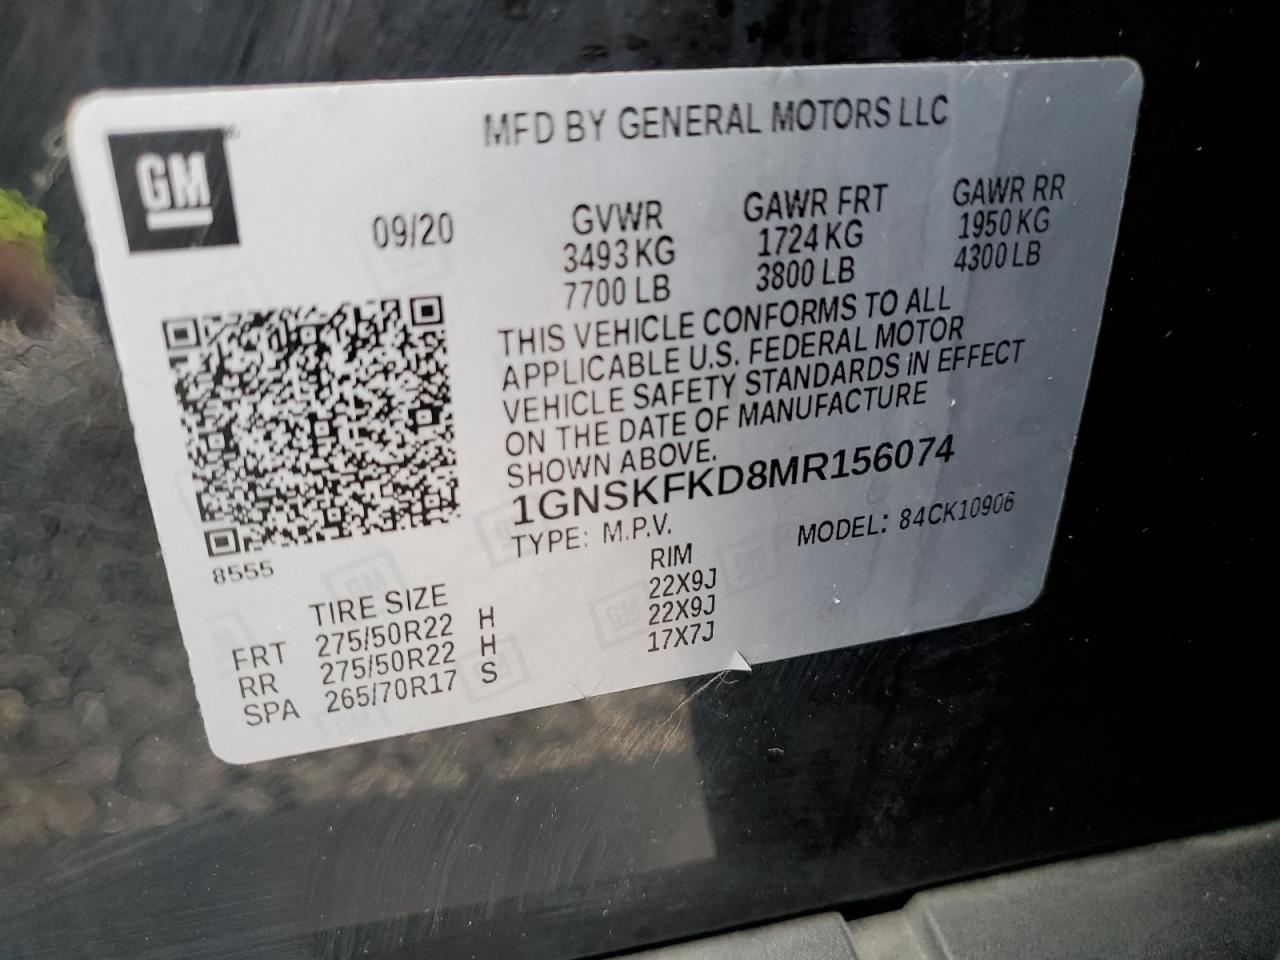 MFD BY GENERAL MOTORS LLC
GM
09/20
GVWR GAWR FRT GAWR RR
3493 KG 1724 KG 1950 KG
7700 LB 3800 LB 4300 LB
THIS VEHICLE CONFORMS TO ALL
APPLICABLE U.S. FEDERAL MOTOR
VEHICLE SAFETY STANDARDS IN EFFECT
ON THE DATE OF MANUFACTURE
SHOWN ABOVE.
1GNSKFKD8MR156074
TYPE: M.P.V. MODEL: 84CK10906
8555
TIRE SIZE RIM
FRT 275/50R22 H 22X9J
RR 275/50R22 H 22X9J
SPA 265/70R17 S 17X7J